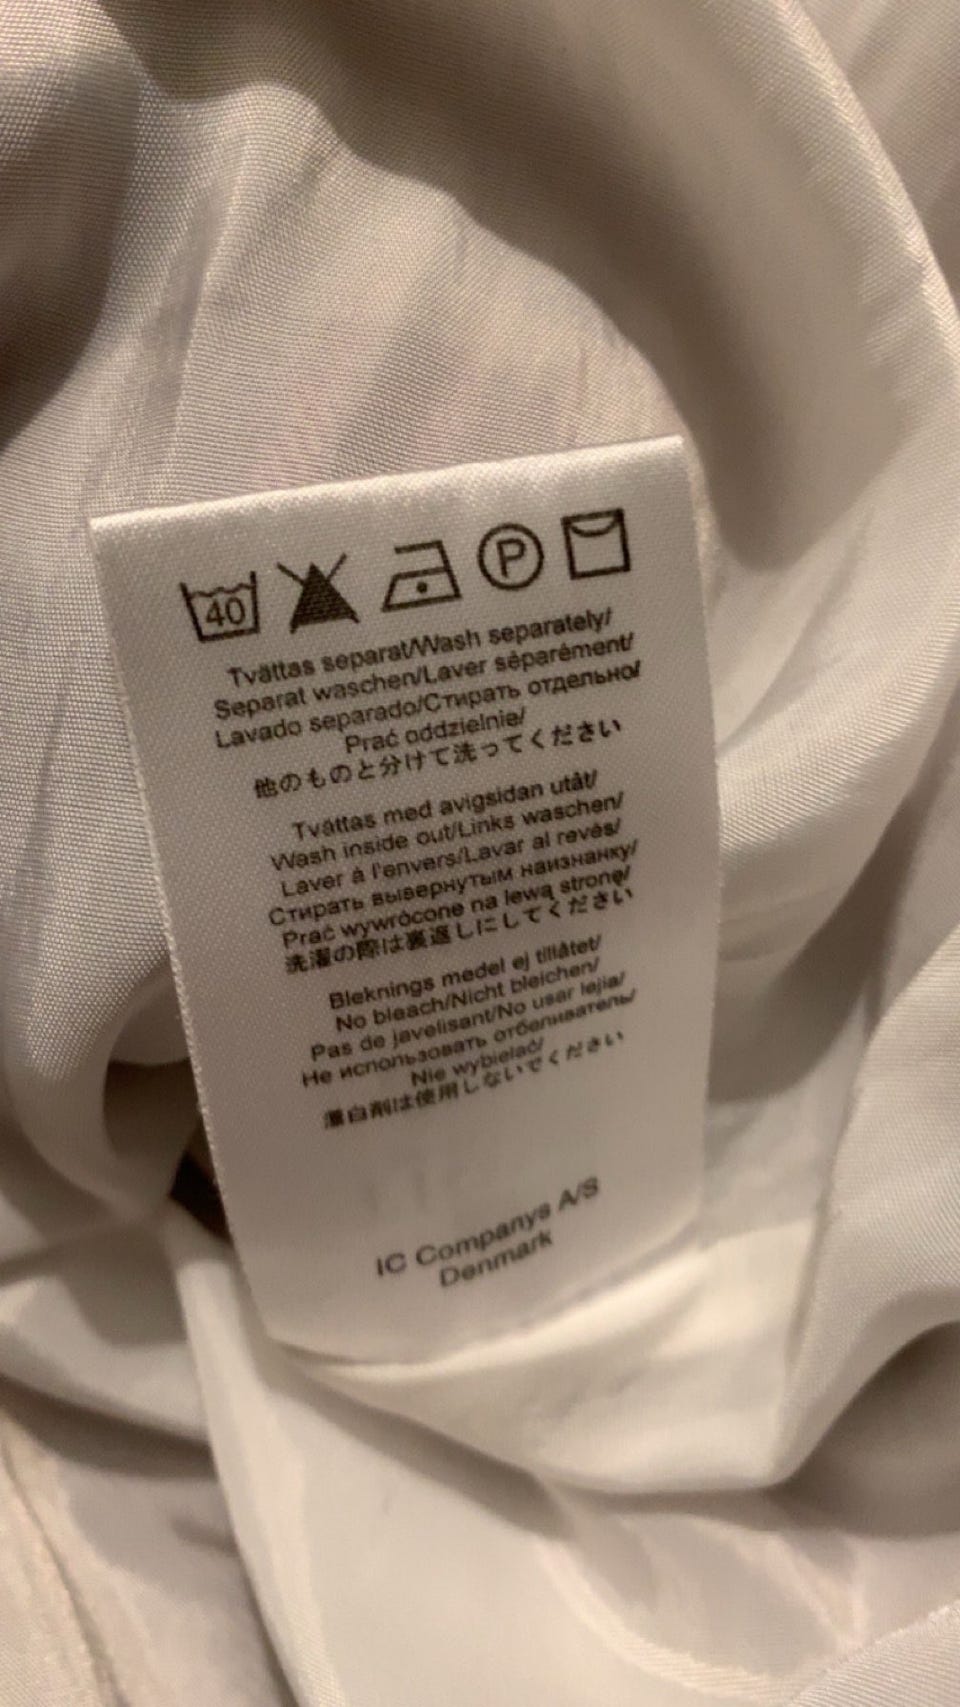 40 P
Tvättas separat/Wash separately/
Separat waschen/Laver séparément/
Lavado separado/Стирать отдельно/
Prać oddzielnie/
他のものと分けて洗ってください
Tvättas med avigsidan utåt/
Wash inside out/Links waschen/
Laver á l'envers/Lavar al revés/
Стирать вывернутым наизнанку/
Prać wywrócone na lewą stronę/
洗濯の際は裏返しにしてください
Bleknings medel ej tillåtet/
No bleach/Nicht bleichen/
Pas de javelisant/No usar lejia/
Не использовать отбеливатель/
Nie wybielać/
漂白剤は使用しないでください
IC Companys A/S
Denmark